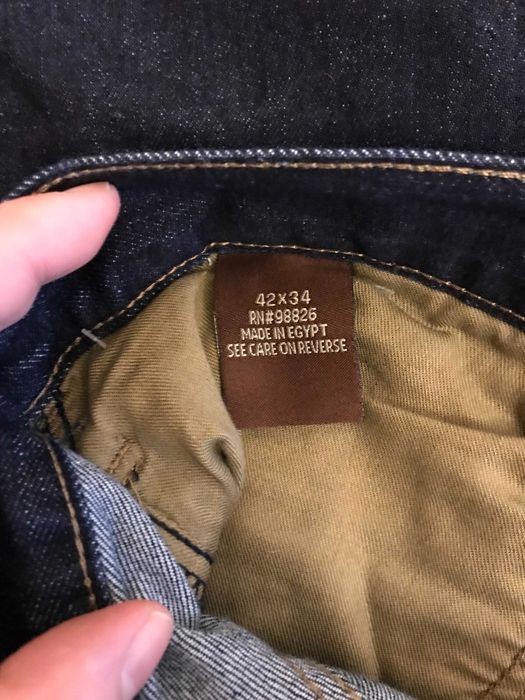 42X34
RN#98826
MADE IN EGYPT
SEE CARE ON REVERSE